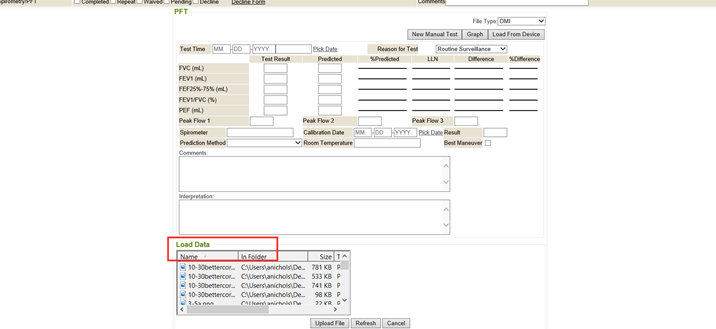 Spirometry/PFT Completed Repeat Waived Pending Decline Decline Form Comments
PFT
File Type: OMI
New Manual Test Graph Load From Device
Test Time MM - DD - YYYY Pick Date Reason for Test Routine Surveillance
Test Result Predicted %Predicted LLN Difference %Difference
FVC (mL)
FEV1 (mL)
FEF25%-75% (mL)
FEV1/FVC (%)
PEF (mL)
Peak Flow 1 Peak Flow 2 Peak Flow 3
Spirometer Calibration Date MM - DD - YYYY Pick Date Result
Prediction Method Room Temperature Best Maneuver
Comments:
Interpretation:
Load Data
Name In Folder Size T
10-30bettercor... C:\Users\anichols\De... 781 KB P
10-30bettercor... C:\Users\anichols\De... 533 KB P
10-30bettercor... C:\Users\anichols\De... 741 KB P
10-30bettercor... C:\Users\anichols\De... 98 KB P
3-5a.png C:\Users\anichols\De... 22 KB P
Upload File Refresh Cancel